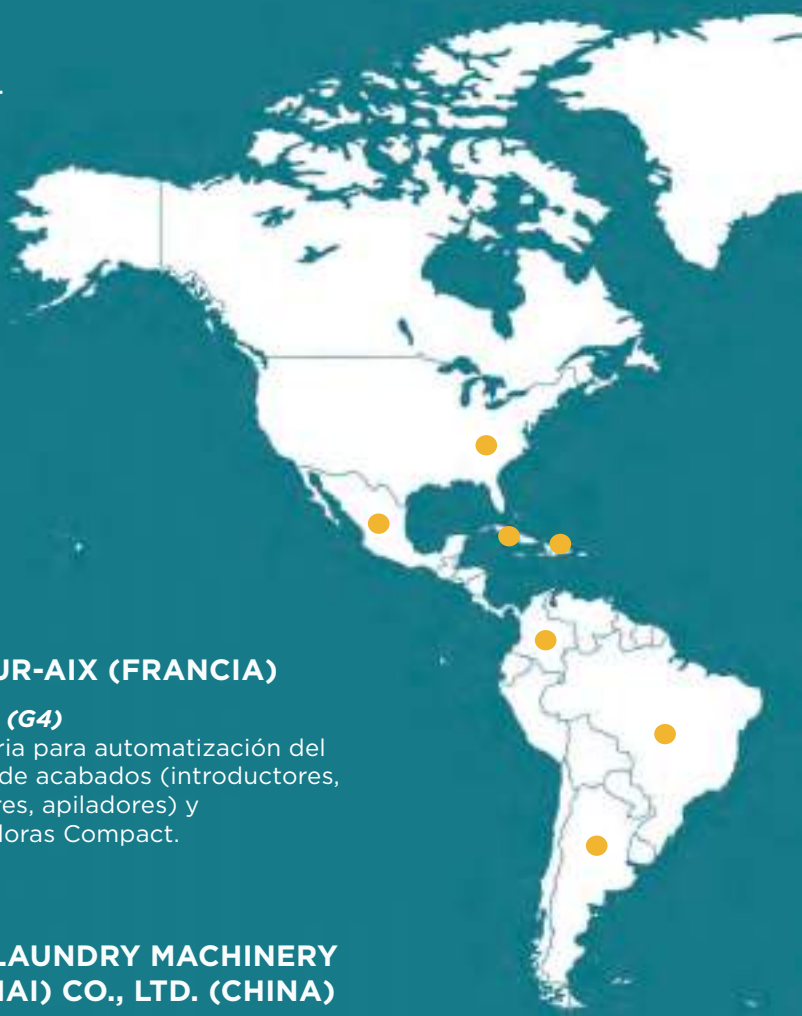 UR-AIX (FRANCIA)
(G4)
ria para automatización del
de acabados (introductores,
res, apiladores) y
doras Compact.
LAUNDRY MACHINERY
HAI) CO., LTD. (CHINA)